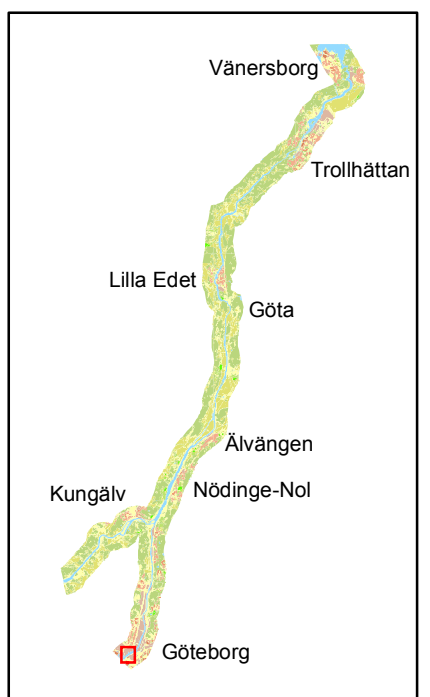 Vänersborg
Trollhättan
Lilla Edet
Göta
Älvängen
Nödinge-Nol
Kungälv
Göteborg